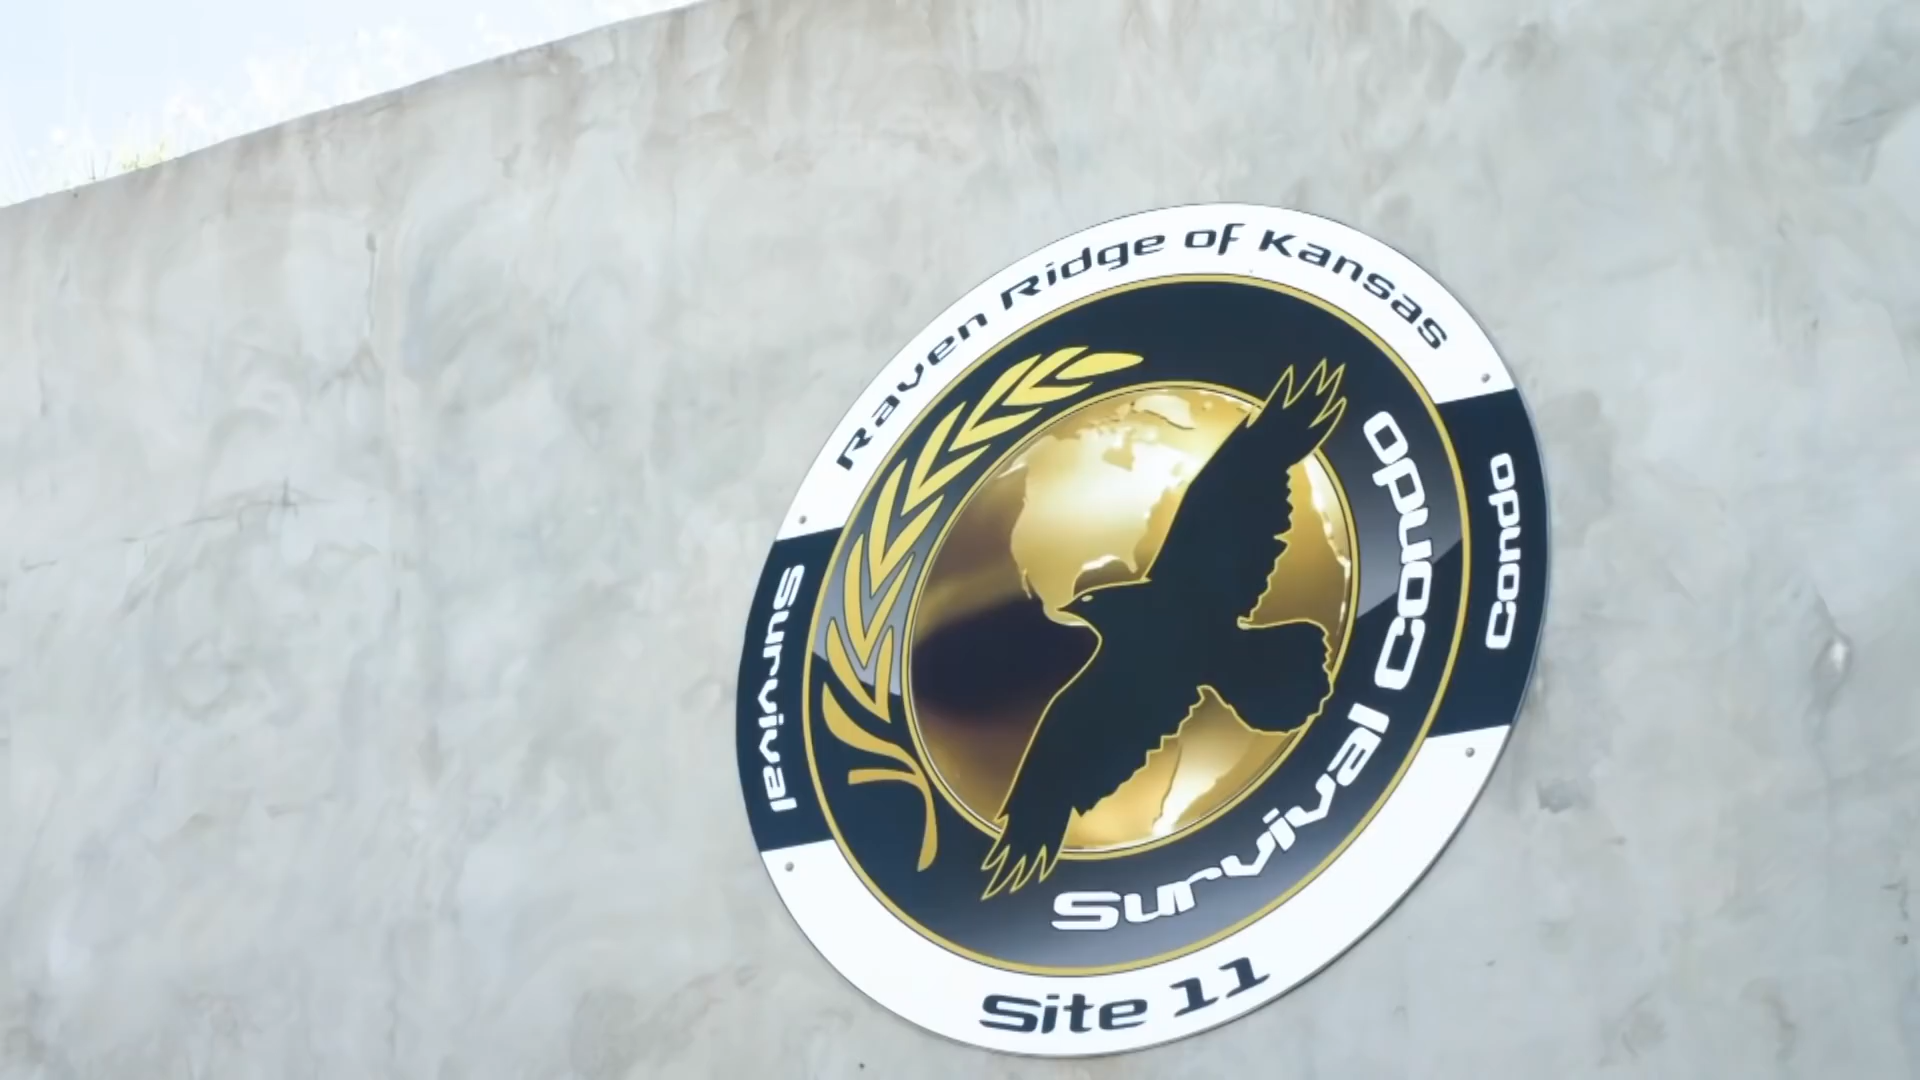 Raven Ridge of Kansas
Survival
Condo
Survival Condo
Site 11